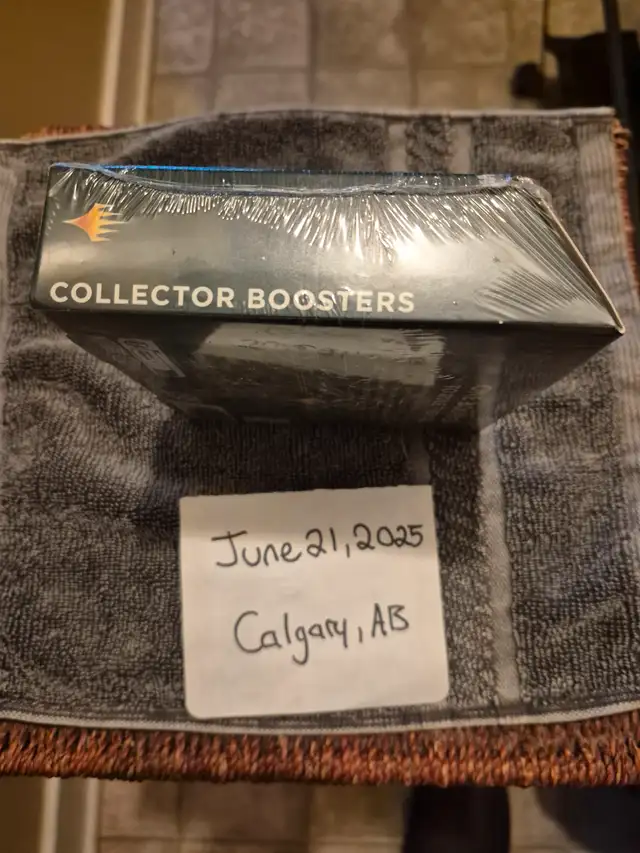 COLLECTOR BOOSTERS
June 21, 2025
Calgary, AB